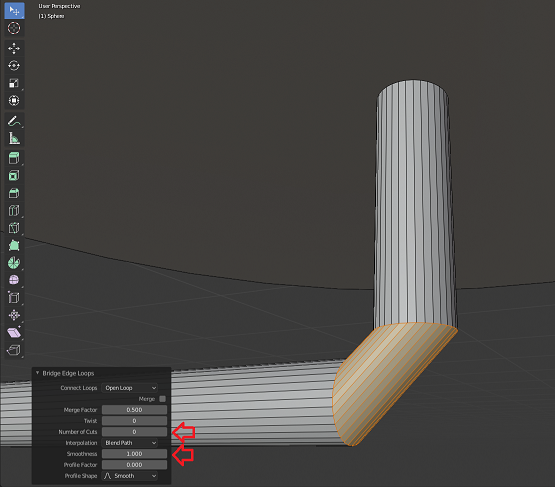 User Perspective
(1) Sphere
Bridge Edge Loops
Connect Loops Open Loop
Merge
Merge Factor 0.500
Twist 0
Number of Cuts 0
Interpolation Blend Path
Smoothness 1.000
Profile Factor 0.000
Profile Shape Smooth